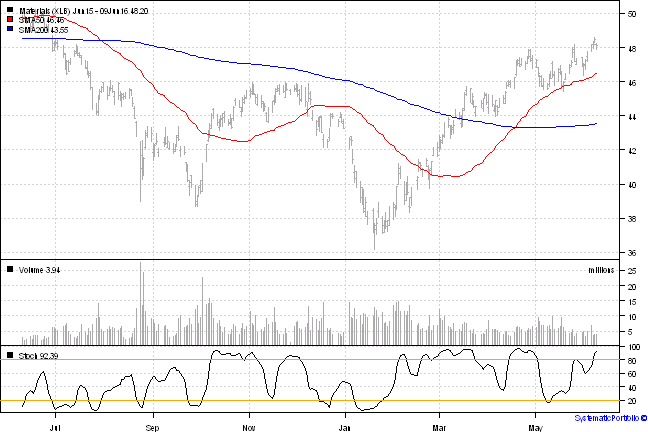 Materials (XLB) Jun15 - 09Jun16 48.20
SMA50 46.46
SMA200 43.55
50
48
46
44
42
40
38
36
Volume 3.94
millions
25
20
15
10
5
Stoch 92.39
100
80
60
40
20
Jul
Sep
Nov
Jan
Mar
May
SystematicPortfolio ©